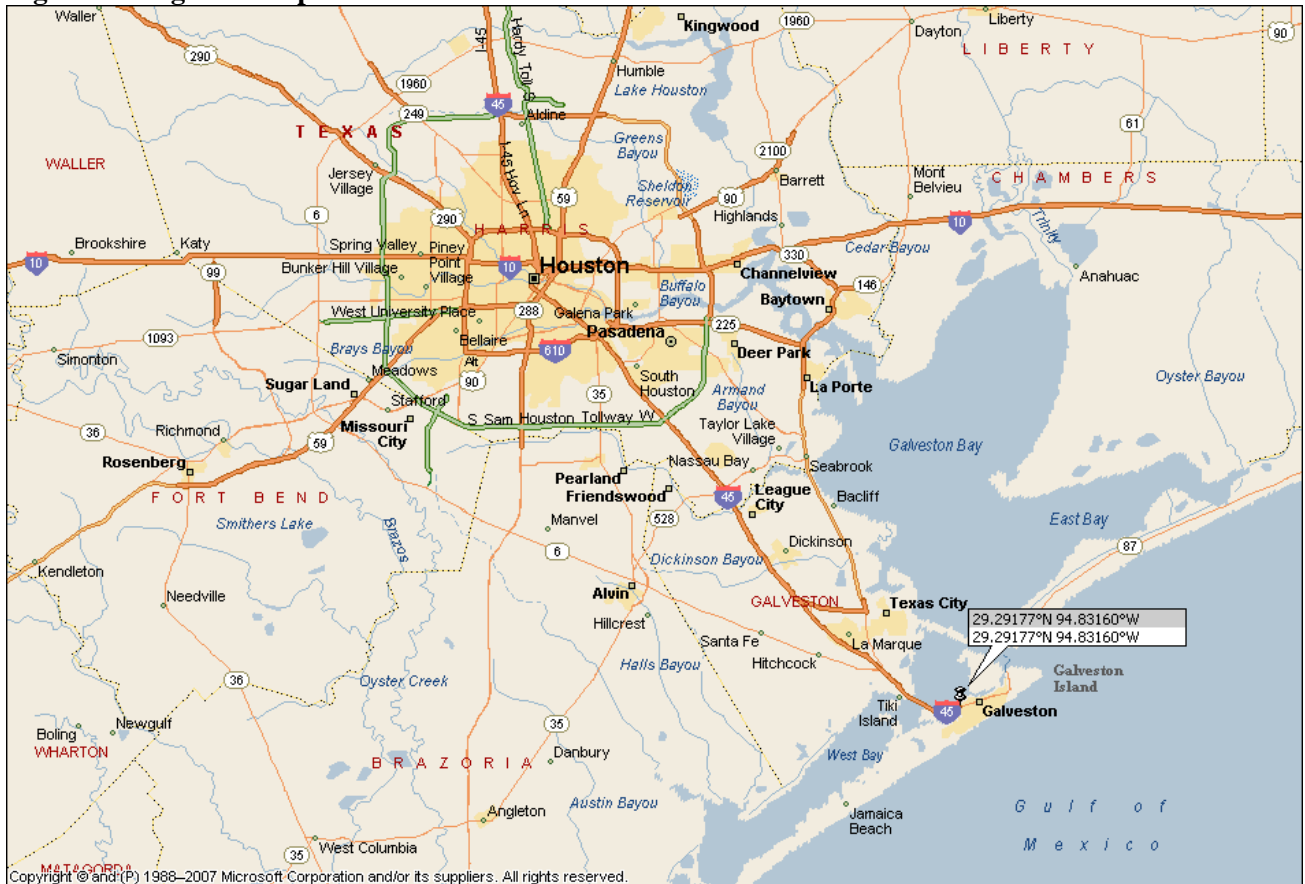 Waller
Kingwood
1960
Liberty
Dayton
LIBERTY
90
290
I-45
Hardy Toll
Humble
Lake Houston
1960
249
45
Aldine
TEXAS
61
Greens
Bayou
WALLER
Jersey
Village
I-45 Hov Ln
2100
Barrett
Mont
Belvieu
CHAMBERS
Sheldon
Reservoir
59
90
6
290
HARRIS
Highlands
10
Trinity
Brookshire
Katy
Spring Valley
Piney
Point
Village
Cedar Bayou
10
99
Bunker Hill Village
10
Houston
330
Channelview
Anahuac
Buffalo
Bayou
Baytown
146
West University Place
288
Galena Park
1093
Pasadena
225
Simonton
Brays Bayou
Bellaire
610
Deer Park
Meadows
Alt
90
South
Houston
La Porte
Oyster Bayou
Sugar Land
Stafford
35
Armand
Bayou
Missouri
City
S Sam Houston Tollway W
Taylor Lake
Village
36
Richmond
59
Galveston Bay
Rosenberg
Nassau Bay
Seabrook
Pearland
Friendswood
45
League
City
Bacliff
FORT BEND
Smithers Lake
Brazos
Manvel
528
East Bay
6
Dickinson
87
Dickinson Bayou
Kendleton
Needville
Alvin
GALVESTON
Texas City
29.29177°N 94.83160°W
29.29177°N 94.83160°W
Hillcrest
Santa Fe
La Marque
Halls Bayou
Hitchcock
Galveston
Island
36
Oyster Creek
Tiki
Island
45
Galveston
Boling
Newgulf
35
WHARTON
BRAZORIA
Danbury
West Bay
Austin Bayou
Angleton
Jamaica
Beach
Gulf of
Mexico
West Columbia
35
MATAGORDA
Copyright © and (P) 1988–2007 Microsoft Corporation and/or its suppliers. All rights reserved.